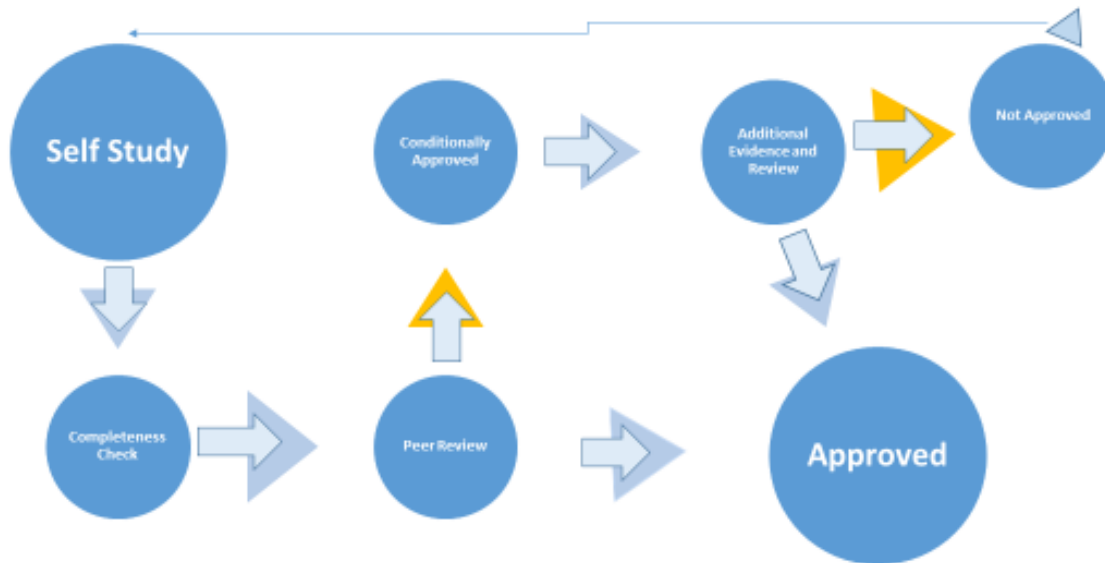 Self Study
Conditionally
Approved
Additional
Evidence and
Review
Not Approved
Completeness
Check
Peer Review
Approved